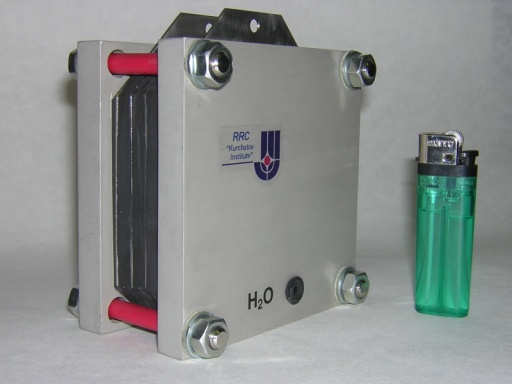 RRC
"Kurchatov
Institute"
H₂O